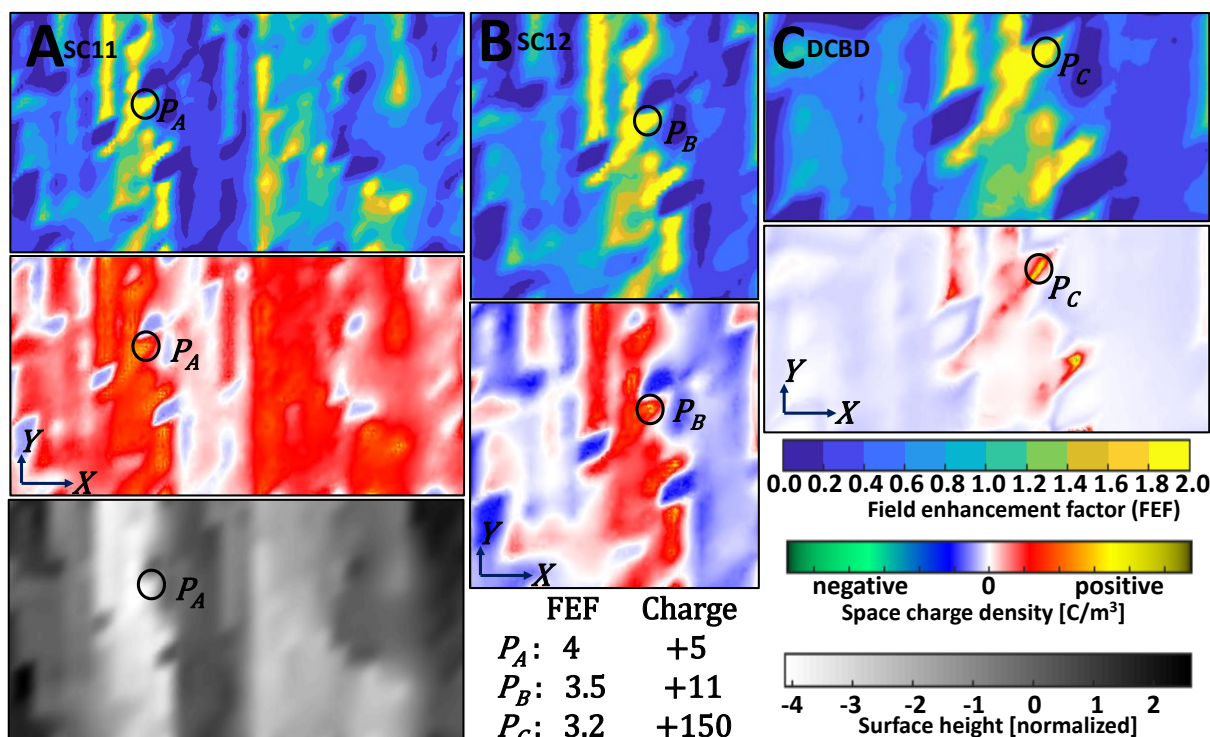 A SC11
P_A
B SC12
P_B
C DCBD
P_C
P_A
Y
X
P_B
Y
X
P_C
Y
X
P_A
0.0 0.2 0.4 0.6 0.8 1.0 1.2 1.4 1.6 1.8 2.0
Field enhancement factor (FEF)
negative 0 positive
Space charge density [C/m³]
-4 -3 -2 -1 0 1 2
Surface height [normalized]
FEF Charge
P_A: 4 +5
P_B: 3.5 +11
P_C: 3.2 +150